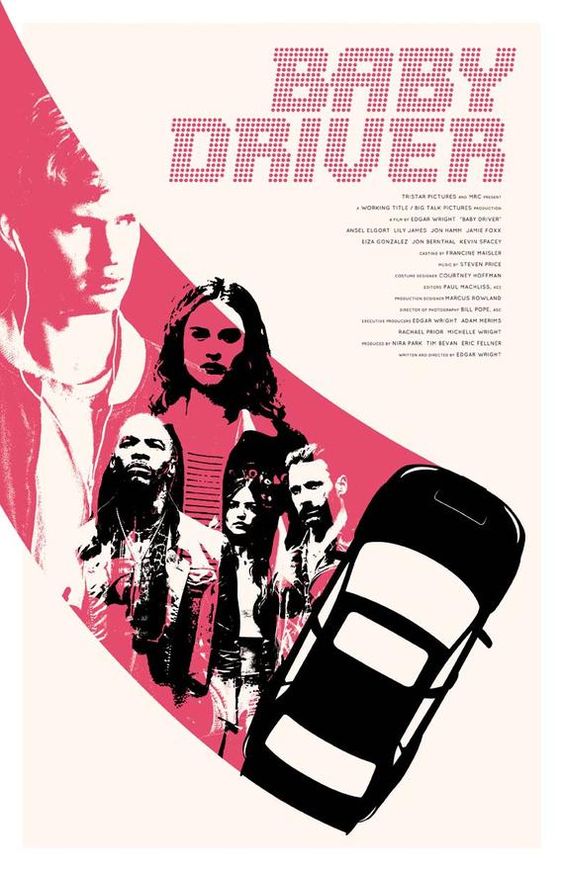 BABY
DRIVER
TRISTAR PICTURES AND MRC PRESENT
A WORKING TITLE / BIG TALK PICTURES PRODUCTION
A FILM BY EDGAR WRIGHT "BABY DRIVER"
ANSEL ELGORT LILY JAMES JON HAMM JAMIE FOXX
EIZA GONZALEZ JON BERNTHAL KEVIN SPACEY
CASTING BY FRANCINE MAISLER
MUSIC BY STEVEN PRICE
COSTUME DESIGNER COURTNEY HOFFMAN
EDITORS PAUL MACHLISS, ACE
PRODUCTION DESIGNER MARCUS ROWLAND
DIRECTOR OF PHOTOGRAPHY BILL POPE, ASC
EXECUTIVE PRODUCERS EDGAR WRIGHT ADAM MERIMS
RACHAEL PRIOR MICHELLE WRIGHT
PRODUCED BY NIRA PARK TIM BEVAN ERIC FELLNER
WRITTEN AND DIRECTED BY EDGAR WRIGHT